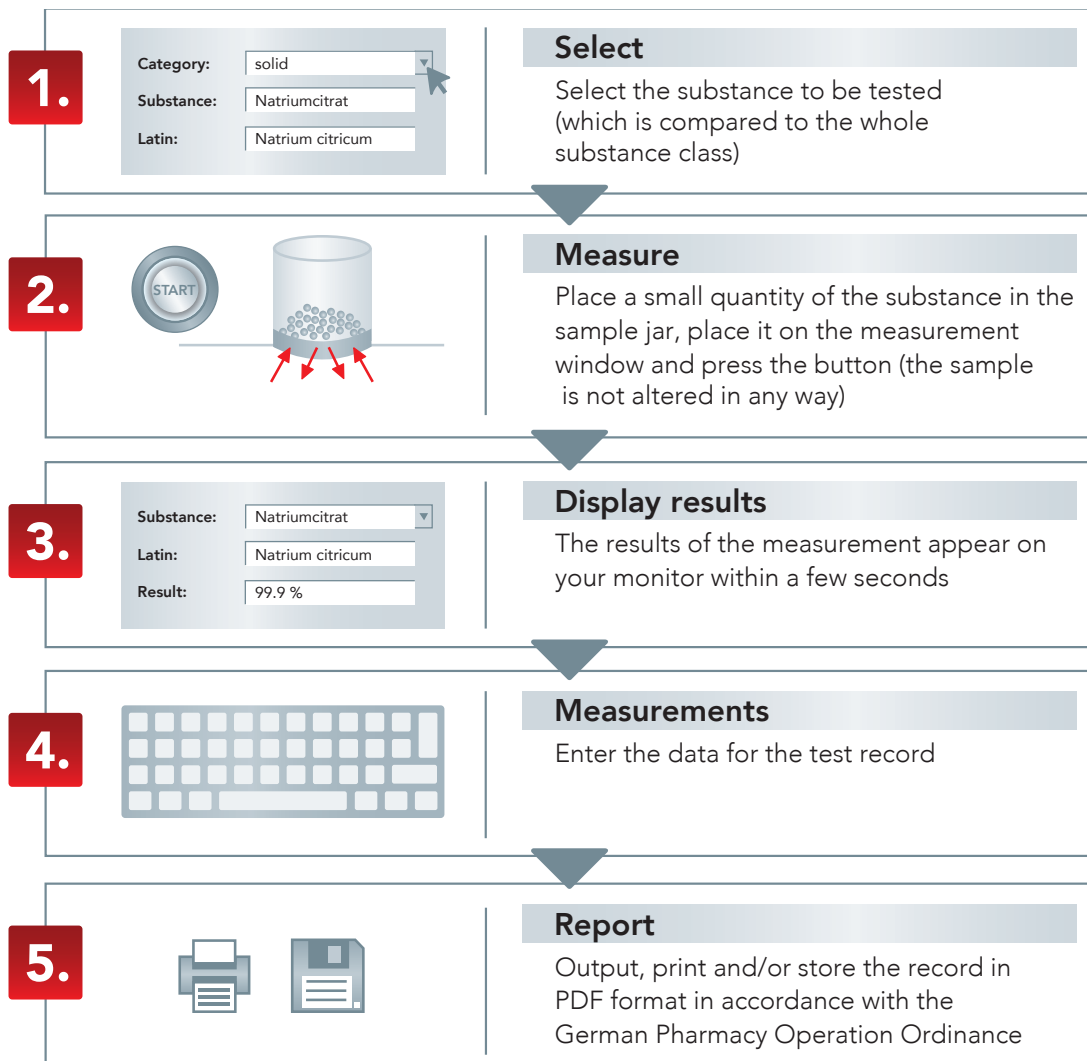 1.
Category: solid
Substance: Natriumcitrat
Latin: Natrium citricum
Select
Select the substance to be tested
(which is compared to the whole
substance class)
2.
START
Measure
Place a small quantity of the substance in the
sample jar, place it on the measurement
window and press the button (the sample
is not altered in any way)
3.
Substance: Natriumcitrat
Latin: Natrium citricum
Result: 99.9 %
Display results
The results of the measurement appear on
your monitor within a few seconds
4.
Measurements
Enter the data for the test record
5.
Report
Output, print and/or store the record in
PDF format in accordance with the
German Pharmacy Operation Ordinance